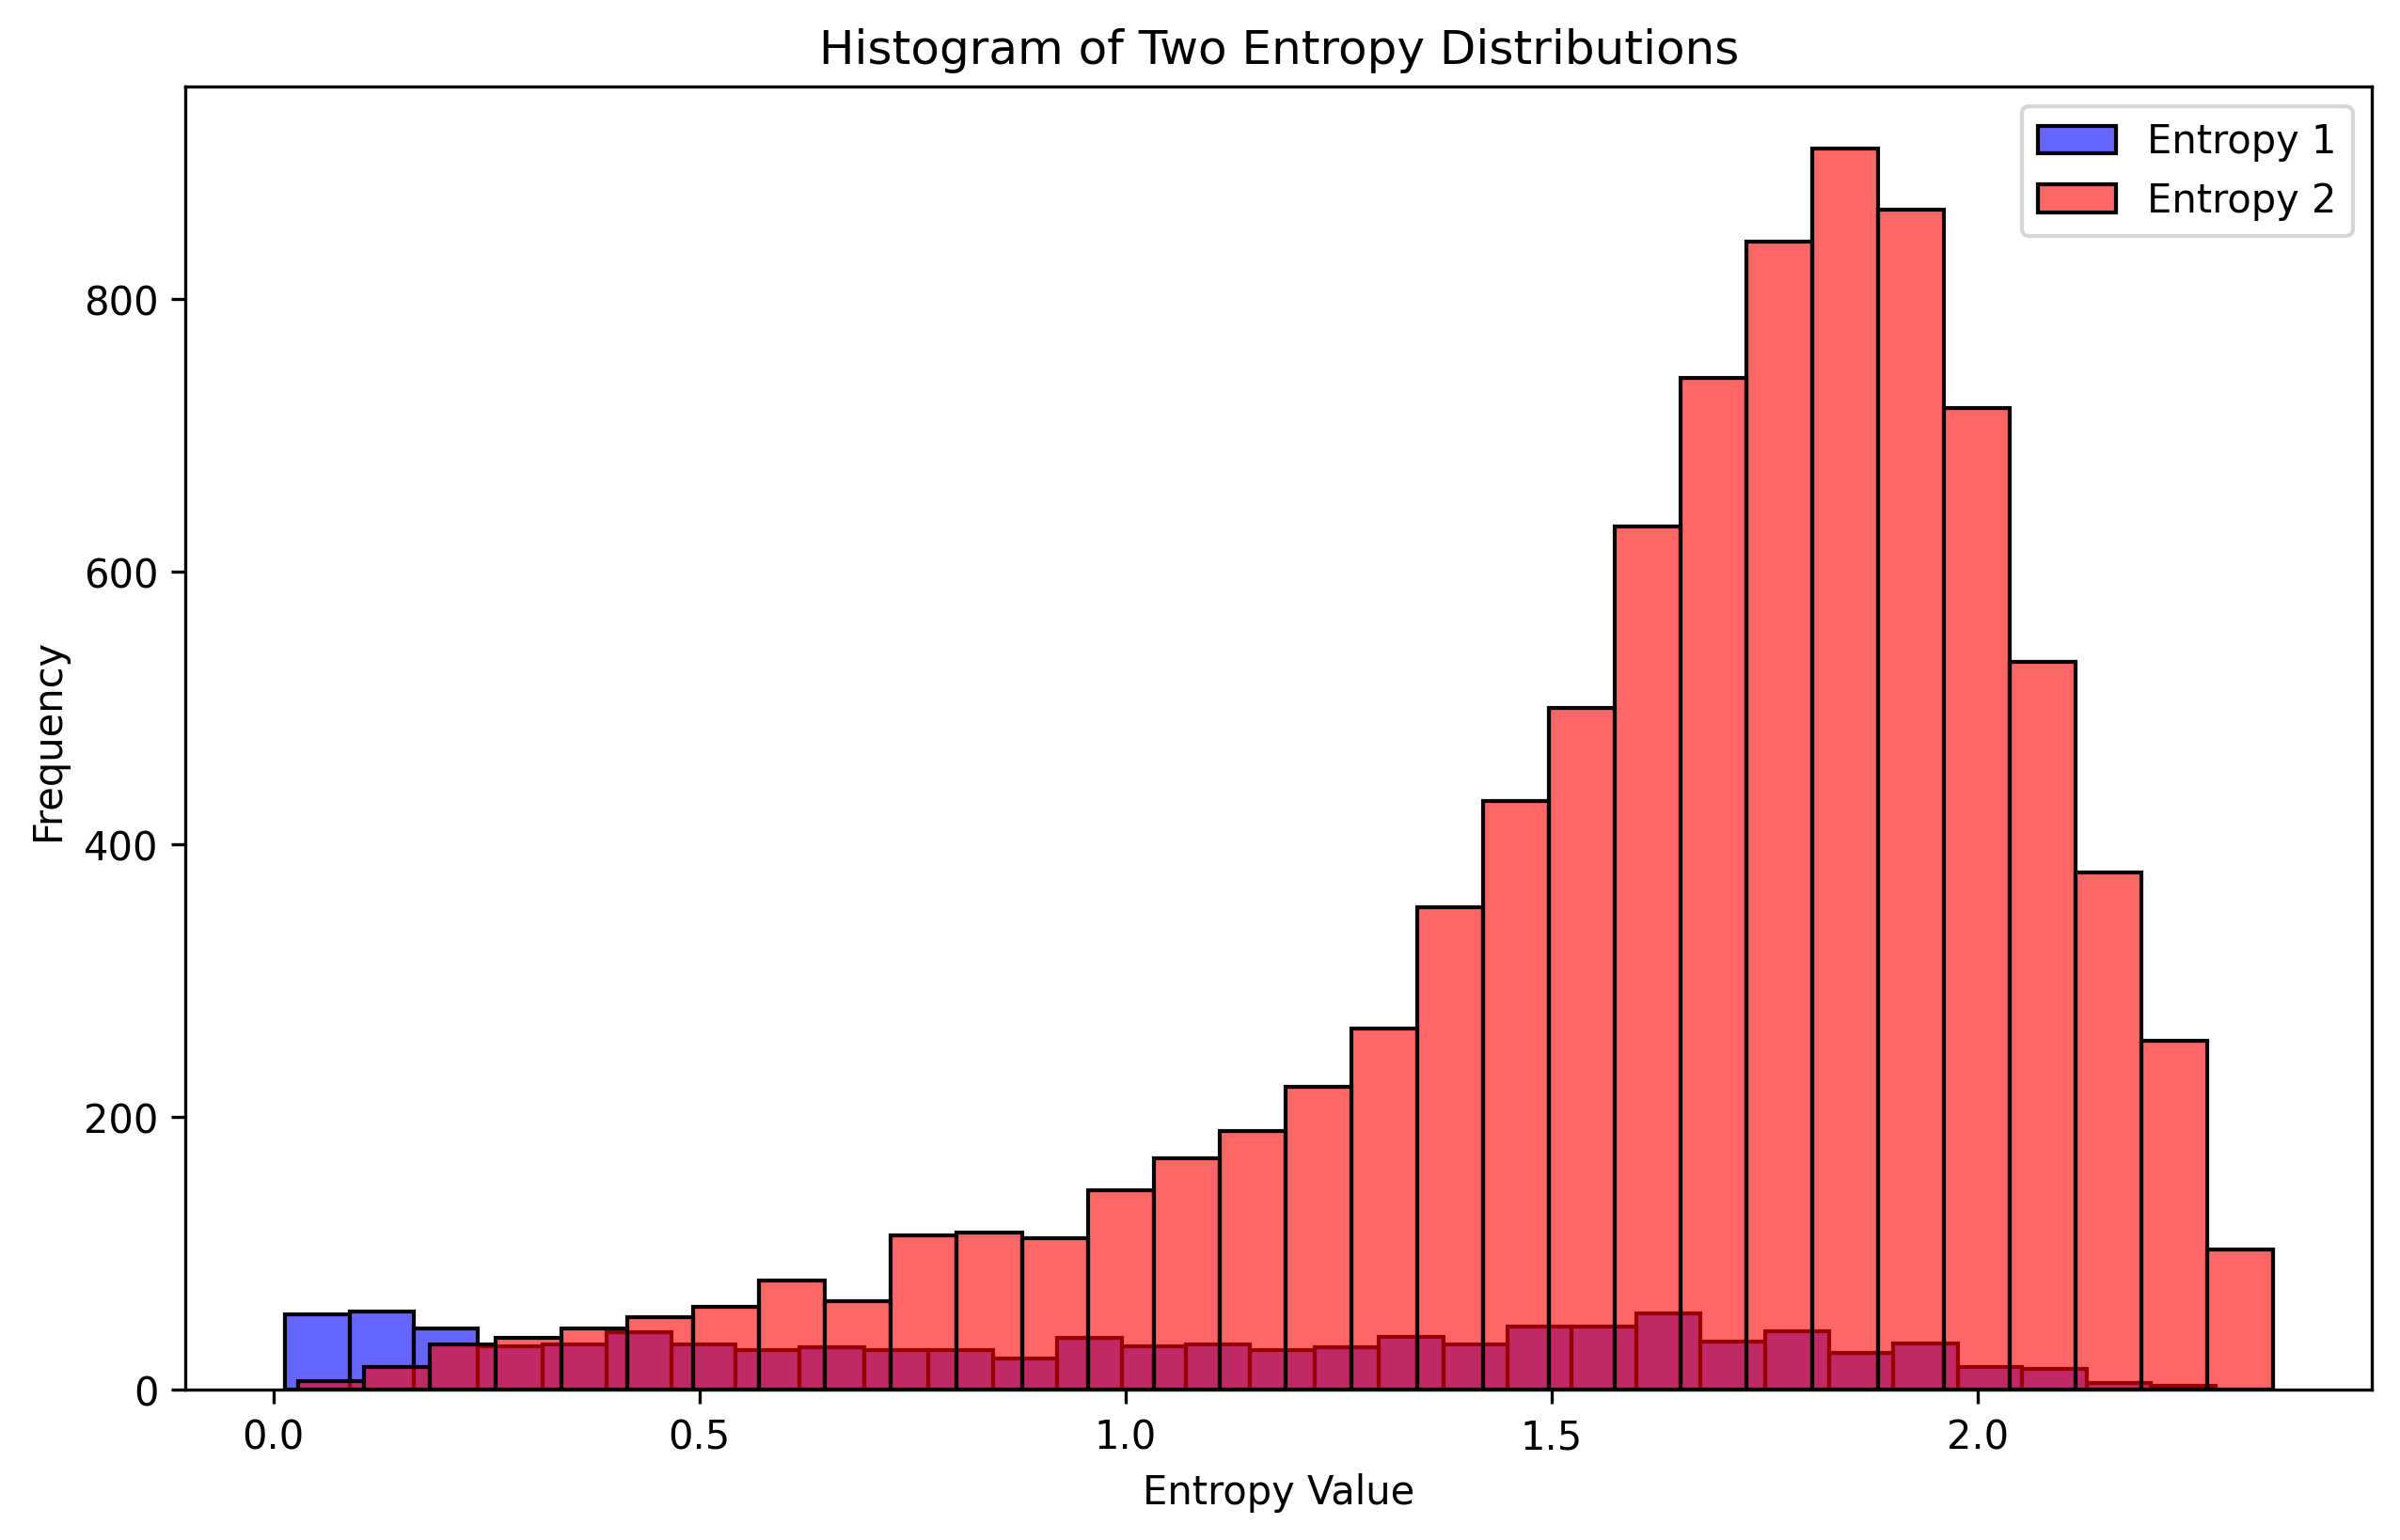 Histogram of Two Entropy Distributions
Entropy 1
Entropy 2
800
600
400
200
0
Frequency
0.0 0.5 1.0 1.5 2.0
Entropy Value